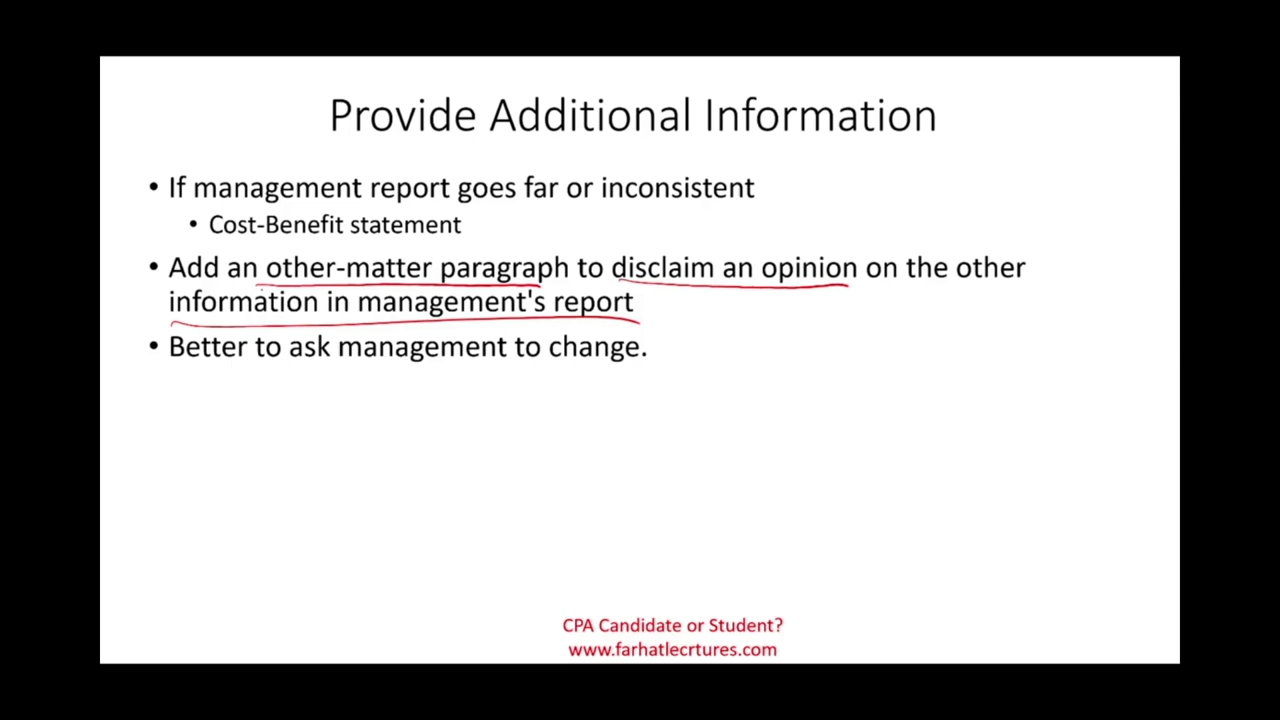 Provide Additional Information
• If management report goes far or inconsistent
• Cost-Benefit statement
• Add an other-matter paragraph to disclaim an opinion on the other
information in management's report
• Better to ask management to change.
CPA Candidate or Student?
www.farhatlecrtures.com